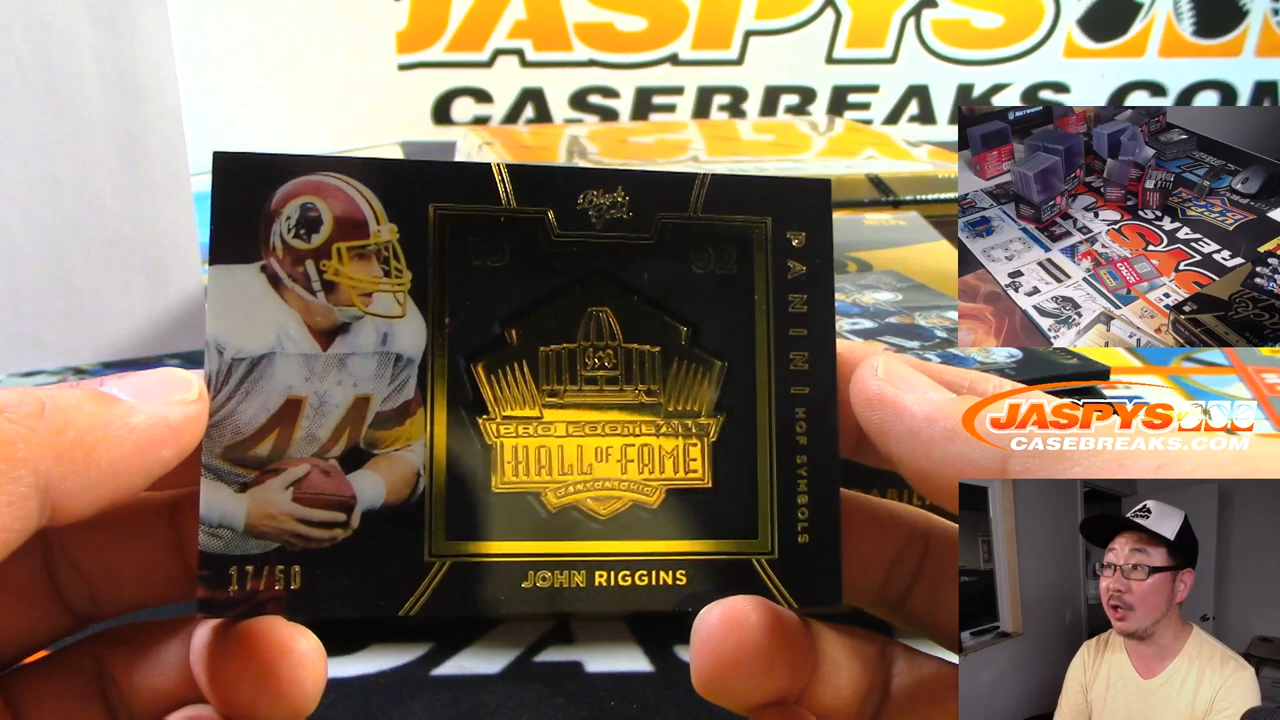 JASPYS
CASEBREAKS.COM
Black Gold
19 92
PANINI HOF SYMBOLS
44
PRO FOOTBALL
HALL OF FAME
CANTON, OHIO
JOHN RIGGINS
17/50
JASPYS
CASEBREAKS.COM